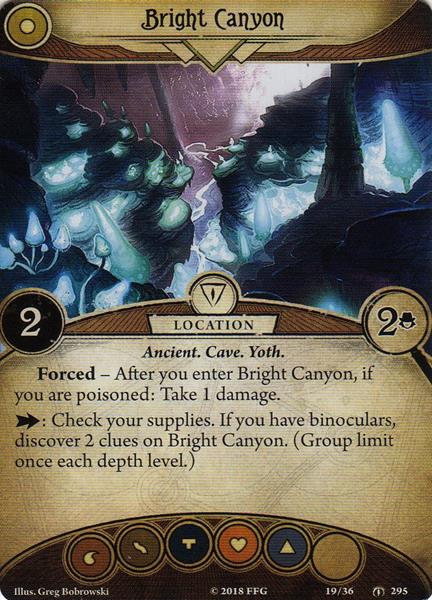 Bright Canyon
2
LOCATION
2
Ancient. Cave. Yoth.
Forced – After you enter Bright Canyon, if
you are poisoned: Take 1 damage.
: Check your supplies. If you have binoculars,
discover 2 clues on Bright Canyon. (Group limit
once each depth level.)
Illus. Greg Bobrowski
© 2018 FFG
19/36
295